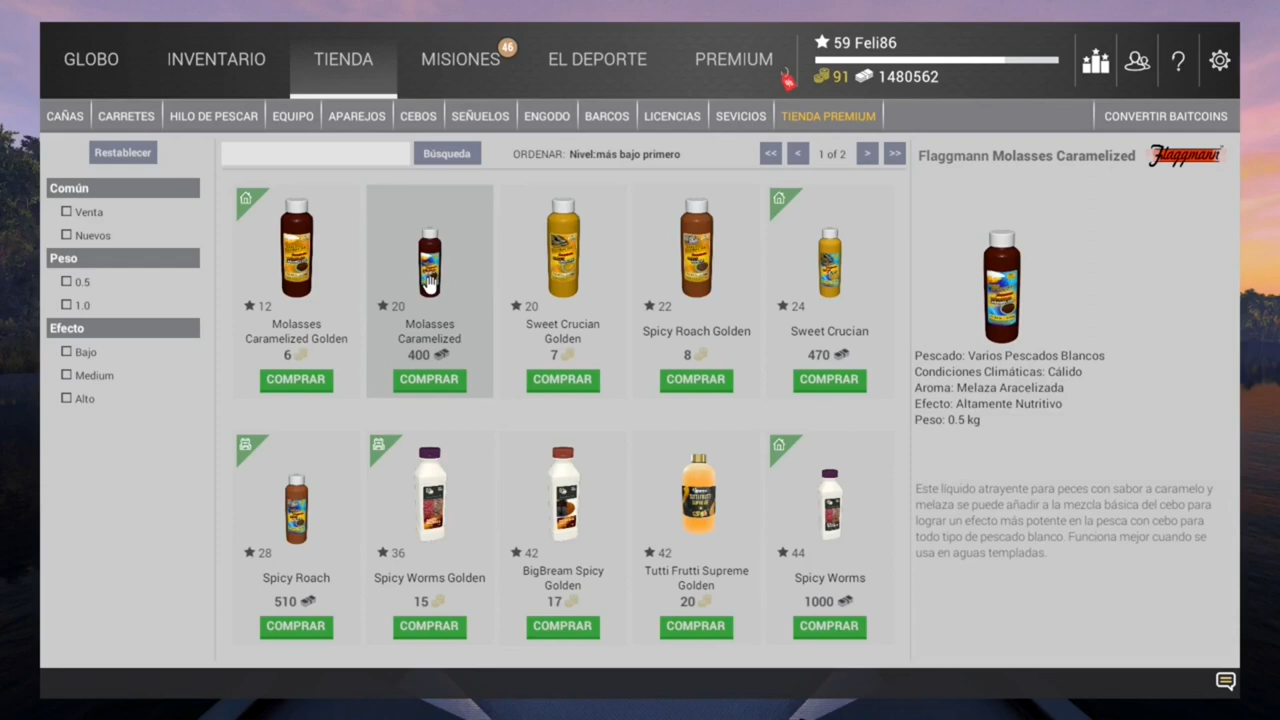 GLOBO INVENTARIO TIENDA MISIONES 46 EL DEPORTE PREMIUM
59 Feli86
91 1480562
CAÑAS CARRETES HILO DE PESCAR EQUIPO APAREJOS CEBOS SEÑUELOS ENGODO BARCOS LICENCIAS SEVICIOS TIENDA PREMIUM CONVERTIR BAITCOINS
Restablecer
Común
Venta
Nuevos
Peso
0.5
1.0
Efecto
Bajo
Medium
Alto
Búsqueda ORDENAR: Nivel:más bajo primero << < 1 of 2 > >>
12
Molasses
Caramelized Golden
6
COMPRAR
20
Molasses
Caramelized
400
COMPRAR
20
Sweet Crucian
Golden
7
COMPRAR
22
Spicy Roach Golden
8
COMPRAR
24
Sweet Crucian
470
COMPRAR
28
Spicy Roach
510
COMPRAR
36
Spicy Worms Golden
15
COMPRAR
42
BigBream Spicy
Golden
17
COMPRAR
TUTTI FRUTTI
42
Tutti Frutti Supreme
Golden
20
COMPRAR
44
Spicy Worms
1000
COMPRAR
Flaggmann Molasses Caramelized Flaggmann
Pescado: Varios Pescados Blancos
Condiciones Climáticas: Cálido
Aroma: Melaza Aracelizada
Efecto: Altamente Nutritivo
Peso: 0.5 kg
Este líquido atrayente para peces con sabor a caramelo y
melaza se puede añadir a la mezcla básica del cebo para
lograr un efecto más potente en la pesca con cebo para
todo tipo de pescado blanco. Funciona mejor cuando se
usa en aguas templadas.